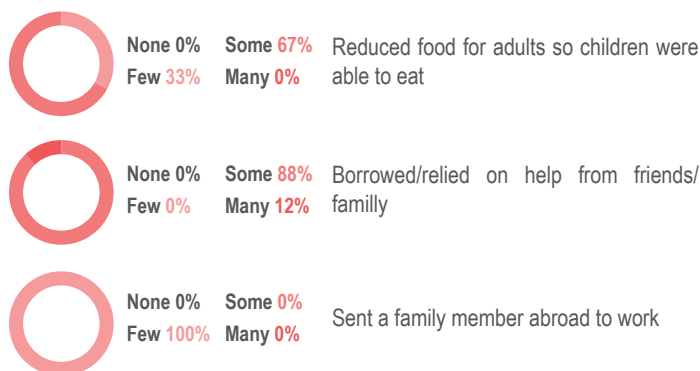 None 0% Some 67%
Few 33% Many 0%
Reduced food for adults so children were
able to eat
None 0% Some 88%
Few 0% Many 12%
Borrowed/relied on help from friends/
familly
None 0% Some 0%
Few 100% Many 0%
Sent a family member abroad to work